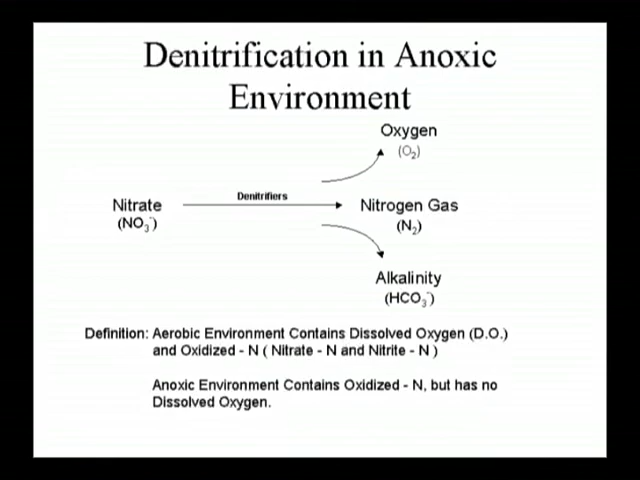 Denitrification in Anoxic
Environment
Oxygen
(O₂)
Denitrifiers
Nitrate
Nitrogen Gas
(NO₃⁻)
(N₂)
Alkalinity
(HCO₃⁻)
Definition: Aerobic Environment Contains Dissolved Oxygen (D.O.)
and Oxidized - N ( Nitrate - N and Nitrite - N )
Anoxic Environment Contains Oxidized - N, but has no
Dissolved Oxygen.